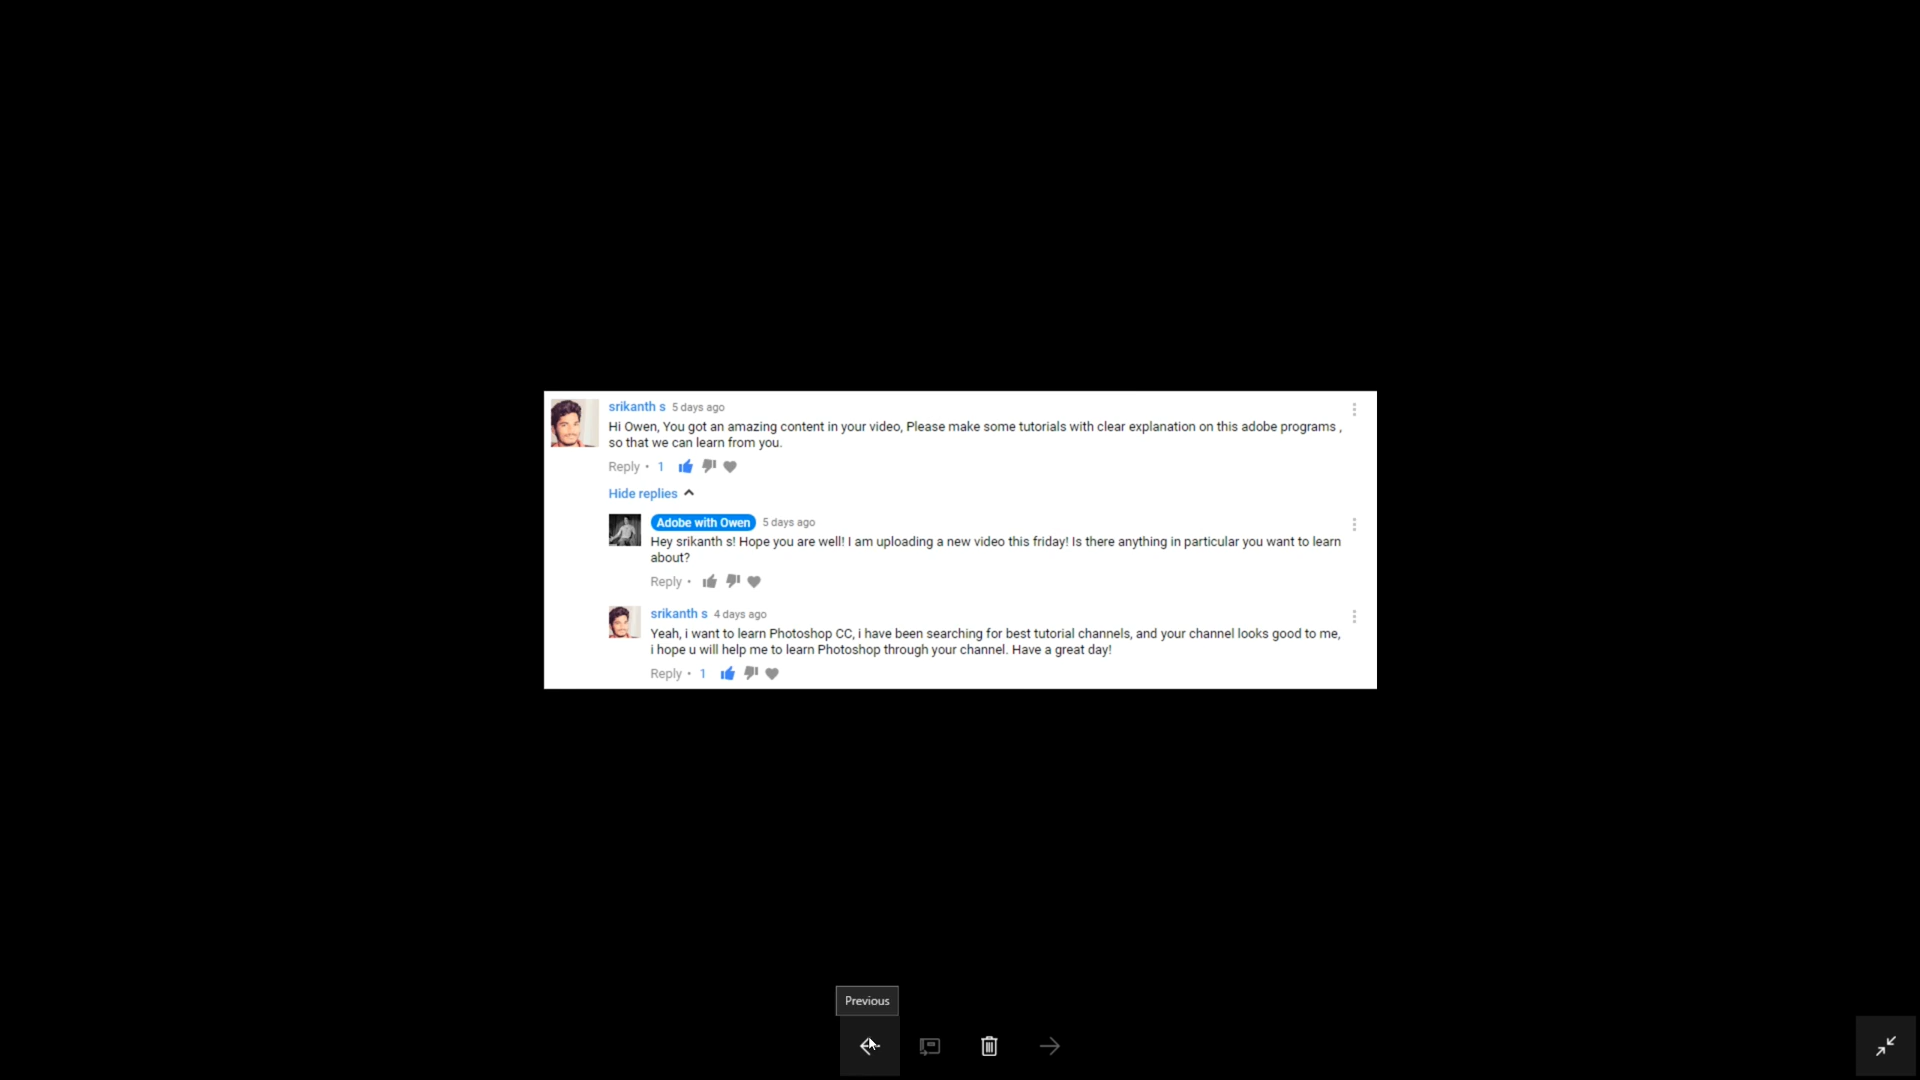 srikanth s 5 days ago
Hi Owen, You got an amazing content in your video, Please make some tutorials with clear explanation on this adobe programs ,
so that we can learn from you.
Reply • 1
Hide replies
Adobe with Owen 5 days ago
Hey srikanth s! Hope you are well! I am uploading a new video this friday! Is there anything in particular you want to learn
about?
Reply •
srikanth s 4 days ago
Yeah, i want to learn Photoshop CC, i have been searching for best tutorial channels, and your channel looks good to me,
i hope u will help me to learn Photoshop through your channel. Have a great day!
Reply • 1
Previous